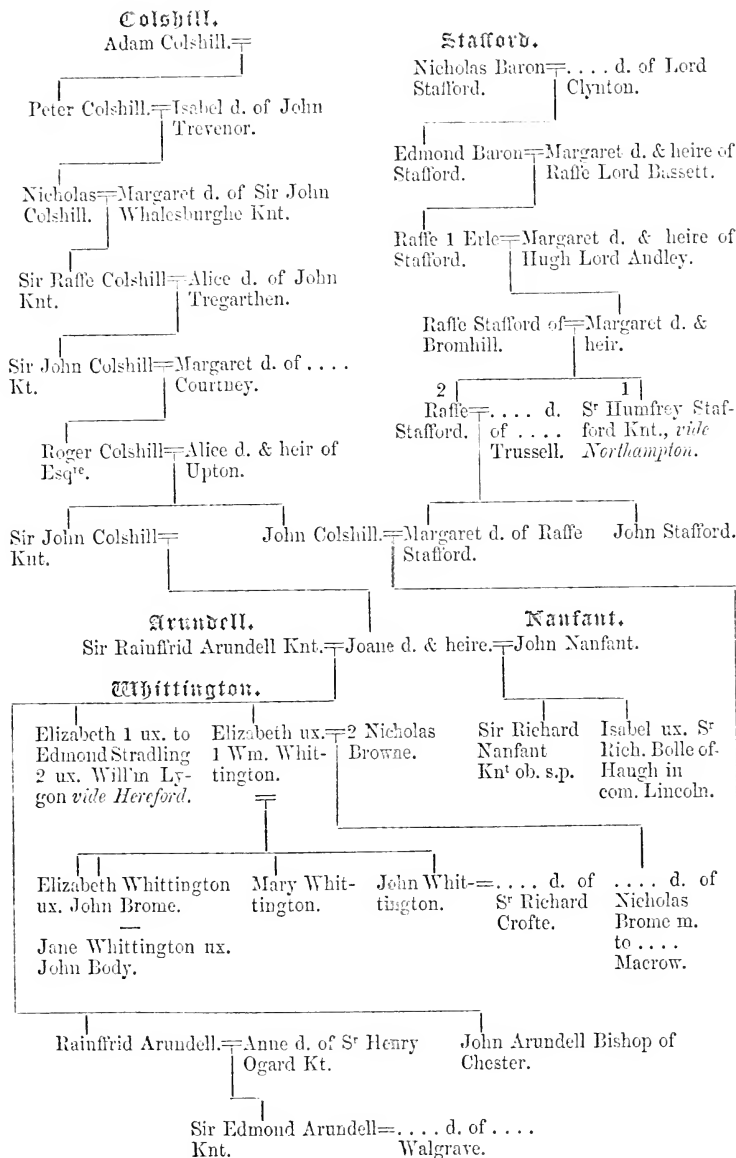 Colshill.
Adam Colshill.
Peter Colshill. Isabel d. of John
Trevenor.
Nicholas Margaret d. of Sir John
Colshill. Whalesburghe Knt.
Sir Raffe Colshill Alice d. of John
Knt. Tregarthen.
Sir John Colshill Margaret d. of . . . .
Kt. Courtney.
Roger Colshill Alice d. & heir of
Esqre. Upton.
Stafford.
Nicholas Baron . . . . d. of Lord
Stafford. Clynton.
Edmond Baron Margaret d. & heire of
Stafford. Raffe Lord Bassett.
Raffe 1 Erle Margaret d. & heire of
Stafford. Hugh Lord Andley.
Raffe Stafford of Margaret d. &
Bromhill. heir.
2 1
Raffe . . . . d. Sr Humfrey Staf-
Stafford. of . . . . ford Knt., vide
Trussell. Northampton.
Sir John Colshill John Colshill. Margaret d. of Raffe John Stafford.
Knt. Stafford.
Arundell. Nanfant.
Sir Rainffrid Arundell Knt. Joane d. & heire. John Nanfant.
Whittington.
Elizabeth 1 ux. to
Edmond Stradling
2 ux. Will'm Ly-
gon vide Hereford.
Elizabeth ux. 2 Nicholas
1 Wm. Whit- Browne.
tington.
Sir Richard
Nanfant
Knt ob. s.p.
Isabel ux. Sr
Rich. Bolle of
Haugh in
com. Lincoln.
Elizabeth Whittington
ux. John Brome.
—
Jane Whittington ux.
John Body.
Mary Whit-
tington.
John Whit- . . . . d. of
tington. Sr Richard
Crofte.
. . . . d. of
Nicholas
Brome m.
to . . . .
Macrow.
Rainffrid Arundell. Anne d. of Sr Henry
Ogard Kt.
John Arundell Bishop of
Chester.
Sir Edmond Arundell . . . . d. of . . . .
Knt. Walgrave.